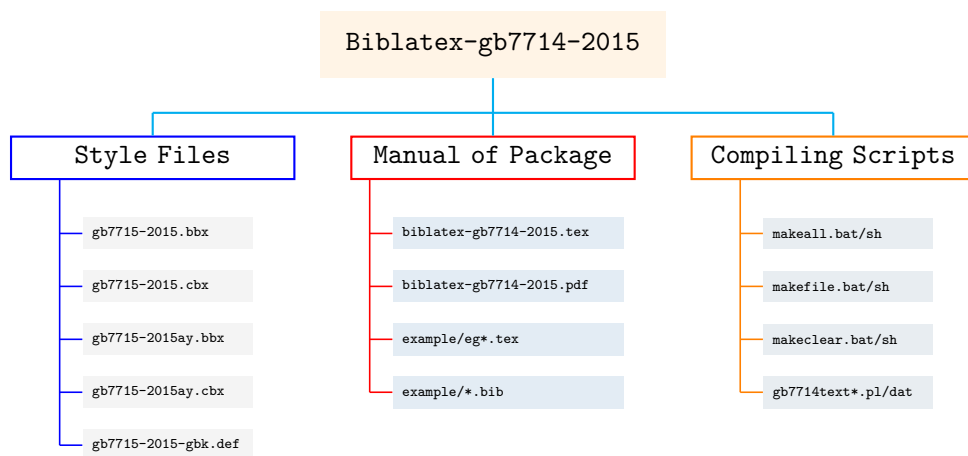 Biblatex-gb7714-2015
Style Files
gb7715-2015.bbx
gb7715-2015.cbx
gb7715-2015ay.bbx
gb7715-2015ay.cbx
gb7715-2015-gbk.def
Manual of Package
biblatex-gb7714-2015.tex
biblatex-gb7714-2015.pdf
example/eg*.tex
example/*.bib
Compiling Scripts
makeall.bat/sh
makefile.bat/sh
makeclear.bat/sh
gb7714text*.pl/dat